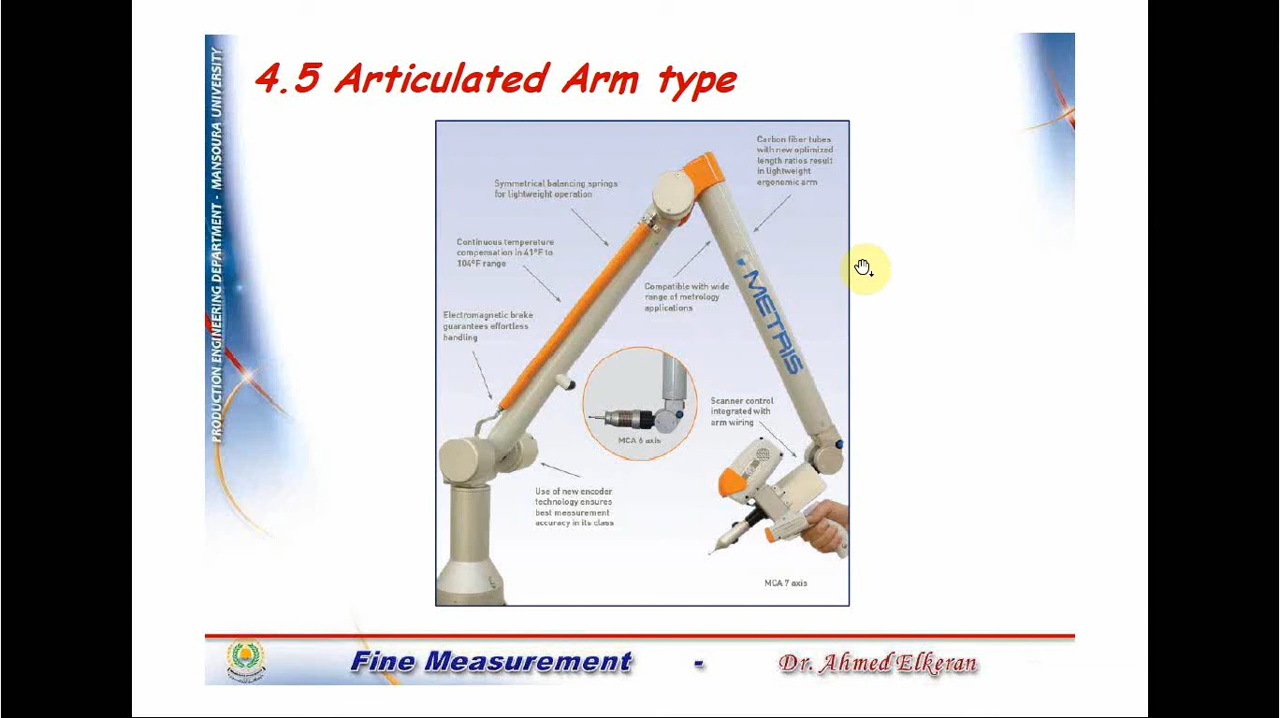 4.5 Articulated Arm type
PRODUCTION ENGINEERING DEPARTMENT - MANSOURA UNIVERSITY
Carbon fiber tubes
with new optimized
length ratios result
in lightweight
ergonomic arm
Symmetrical balancing springs
for lightweight operation
Continuous temperature
compensation in 41°F to
104°F range
Compatible with wide
range of metrology
applications
Electromagnetic brake
guarantees effortless
handling
METRIS
Scanner control
integrated with
arm wiring
MCA 6 axis
Use of new encoder
technology ensures
best measurement
accuracy in its class
MCA 7 axis
Fine Measurement - Dr. Ahmed Elkeran